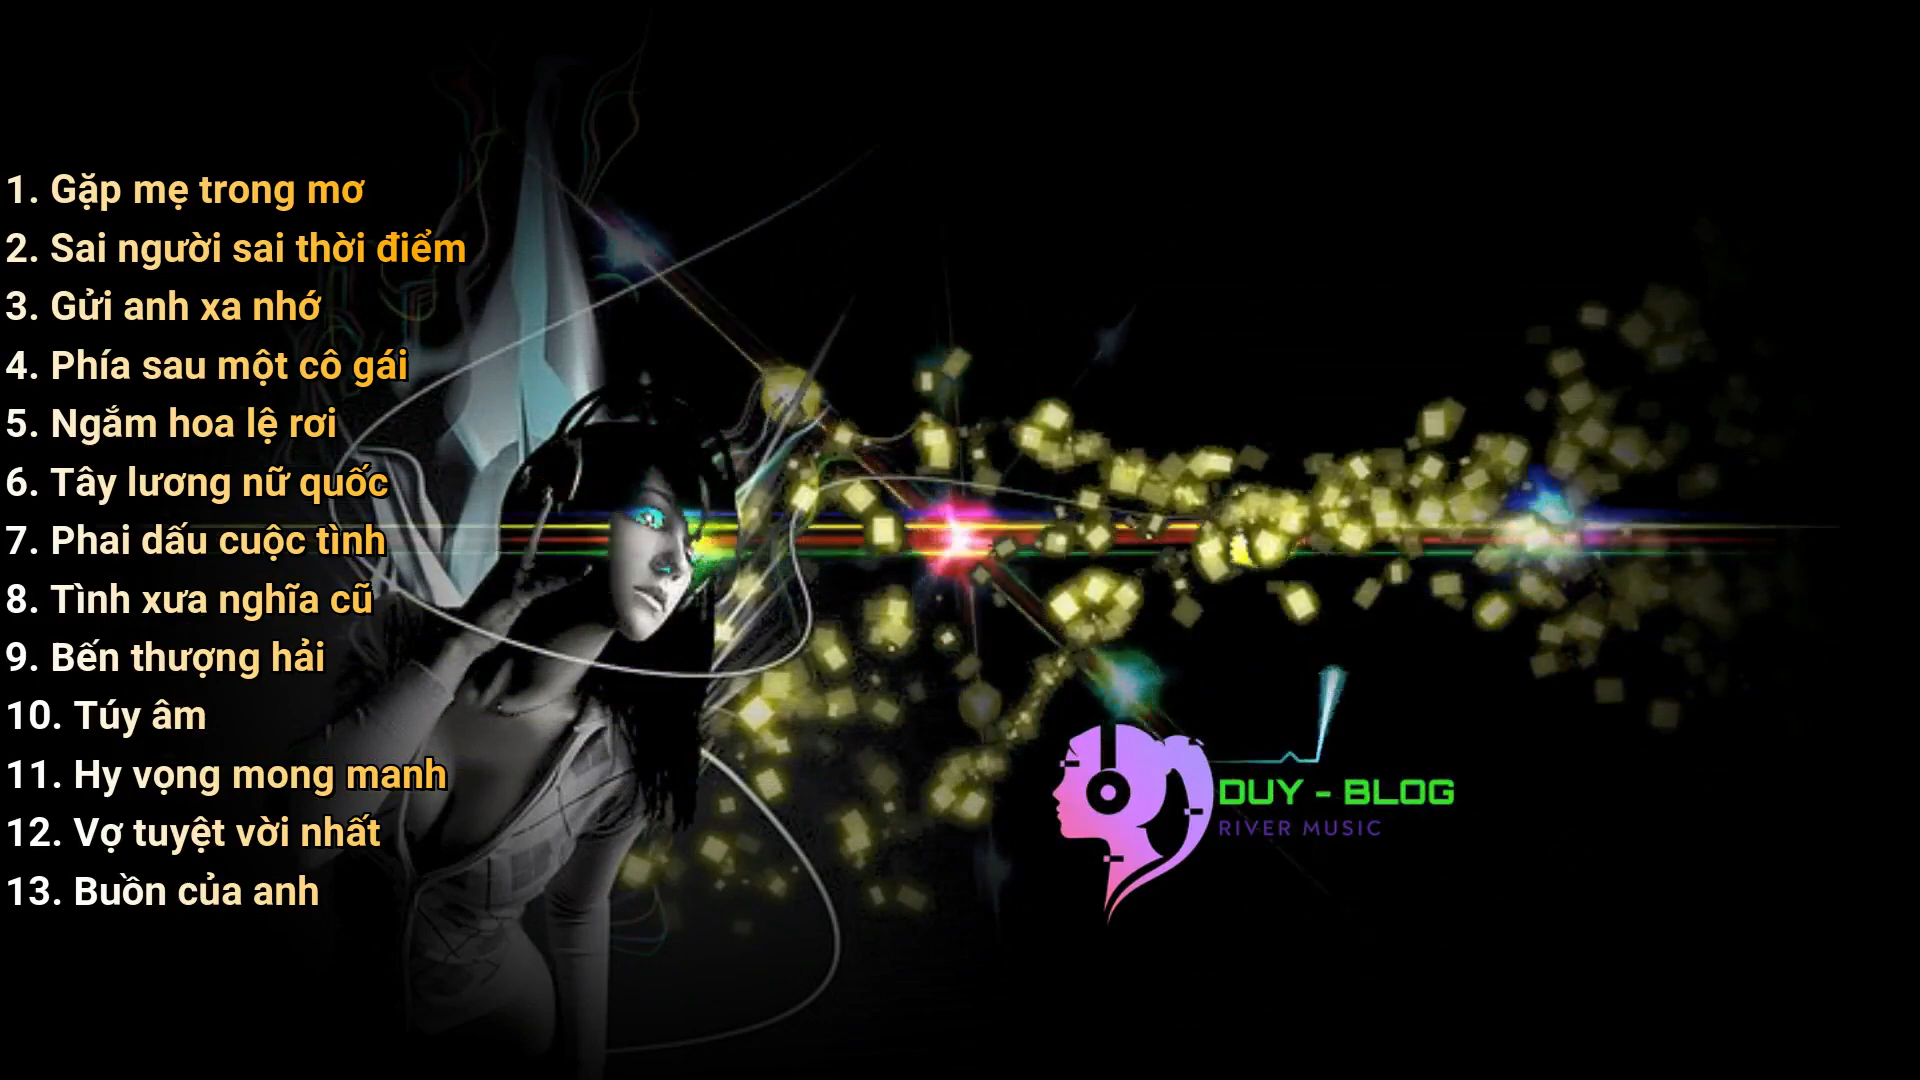 1. Gặp mẹ trong mơ
2. Sai người sai thời điểm
3. Gửi anh xa nhớ
4. Phía sau một cô gái
5. Ngắm hoa lệ rơi
6. Tây lương nữ quốc
7. Phai dấu cuộc tình
8. Tình xưa nghĩa cũ
9. Bến thượng hải
10. Túy âm
11. Hy vọng mong manh
12. Vợ tuyệt vời nhất
13. Buồn của anh
DUY - BLOG
RIVER MUSIC